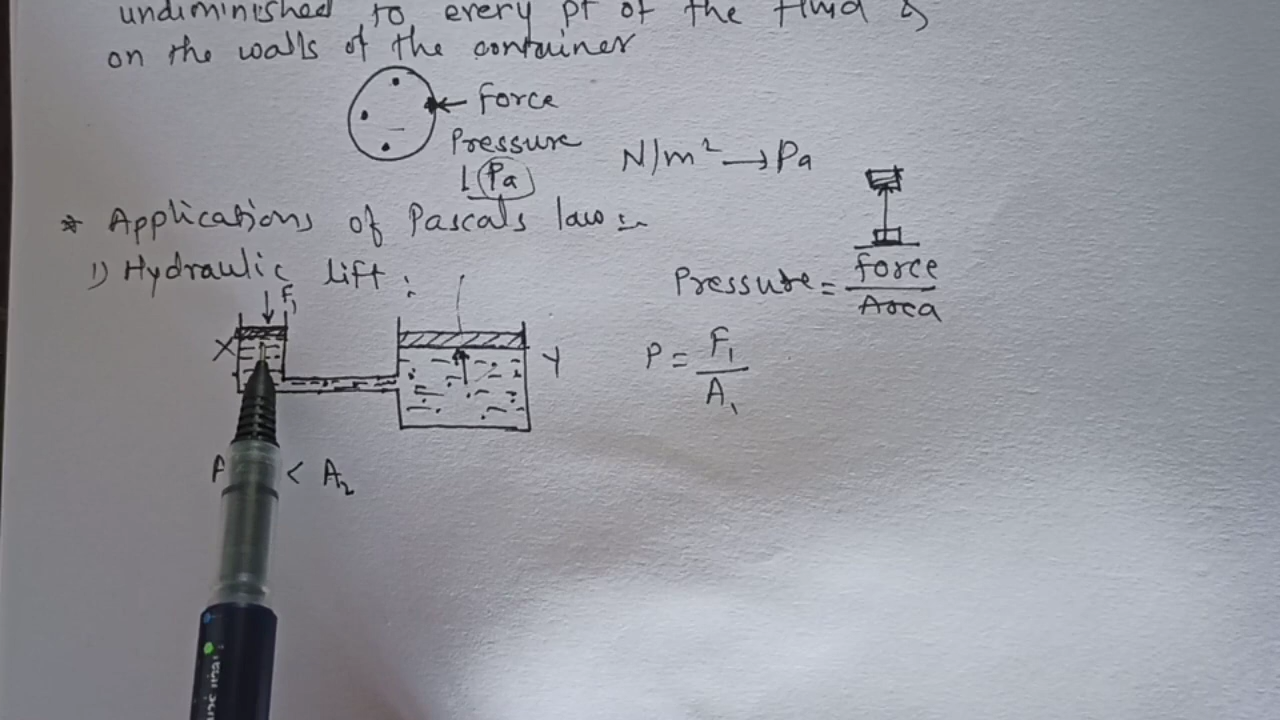 undiminished to every pt of the fluid &
on the walls of the container
Force
Pressure
1 Pa
N/m² → Pa
* Applications of Pascals law :-
1) Hydraulic lift :
Pressure = Force / Area
F₁
X
Y
P = F₁ / A₁
< A₂